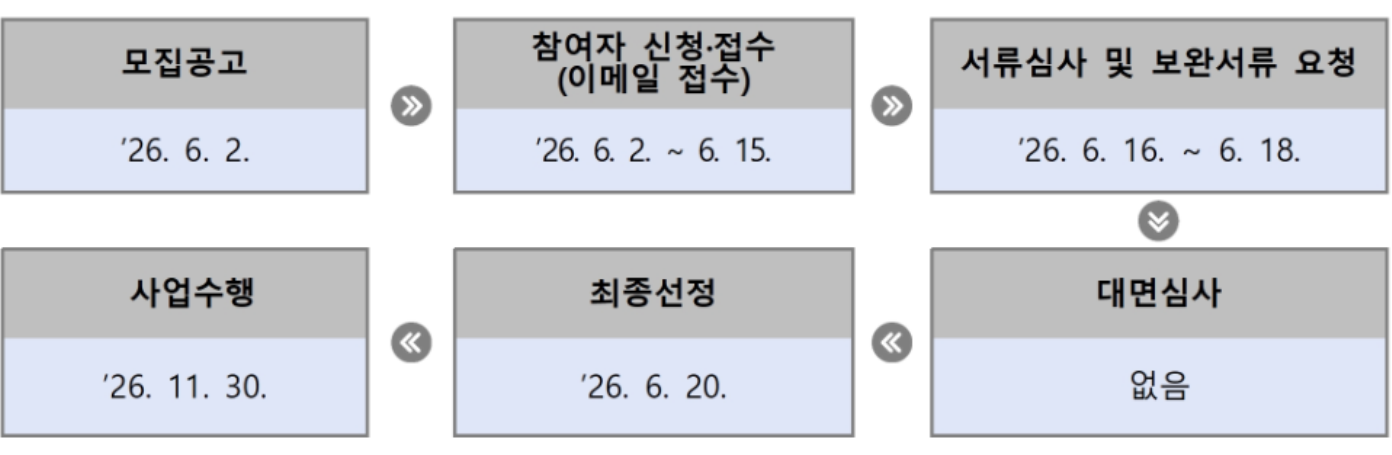 모집공고
'26. 6. 2.
참여자 신청·접수
(이메일 접수)
'26. 6. 2. ~ 6. 15.
서류심사 및 보완서류 요청
'26. 6. 16. ~ 6. 18.
대면심사
없음
최종선정
'26. 6. 20.
사업수행
'26. 11. 30.